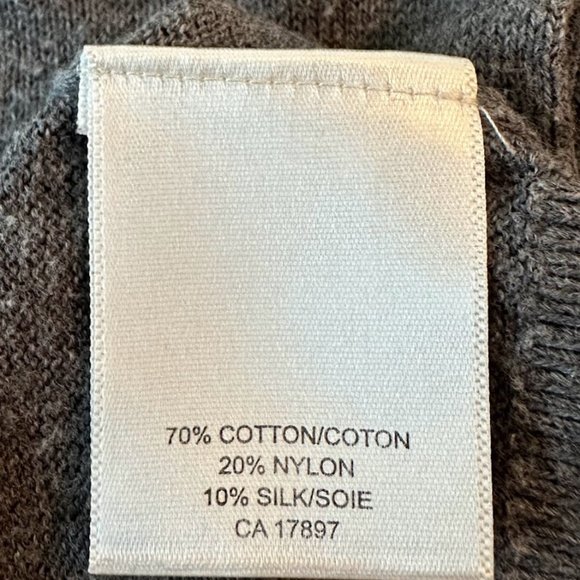 70% COTTON/COTON
20% NYLON
10% SILK/SOIE
CA 17897